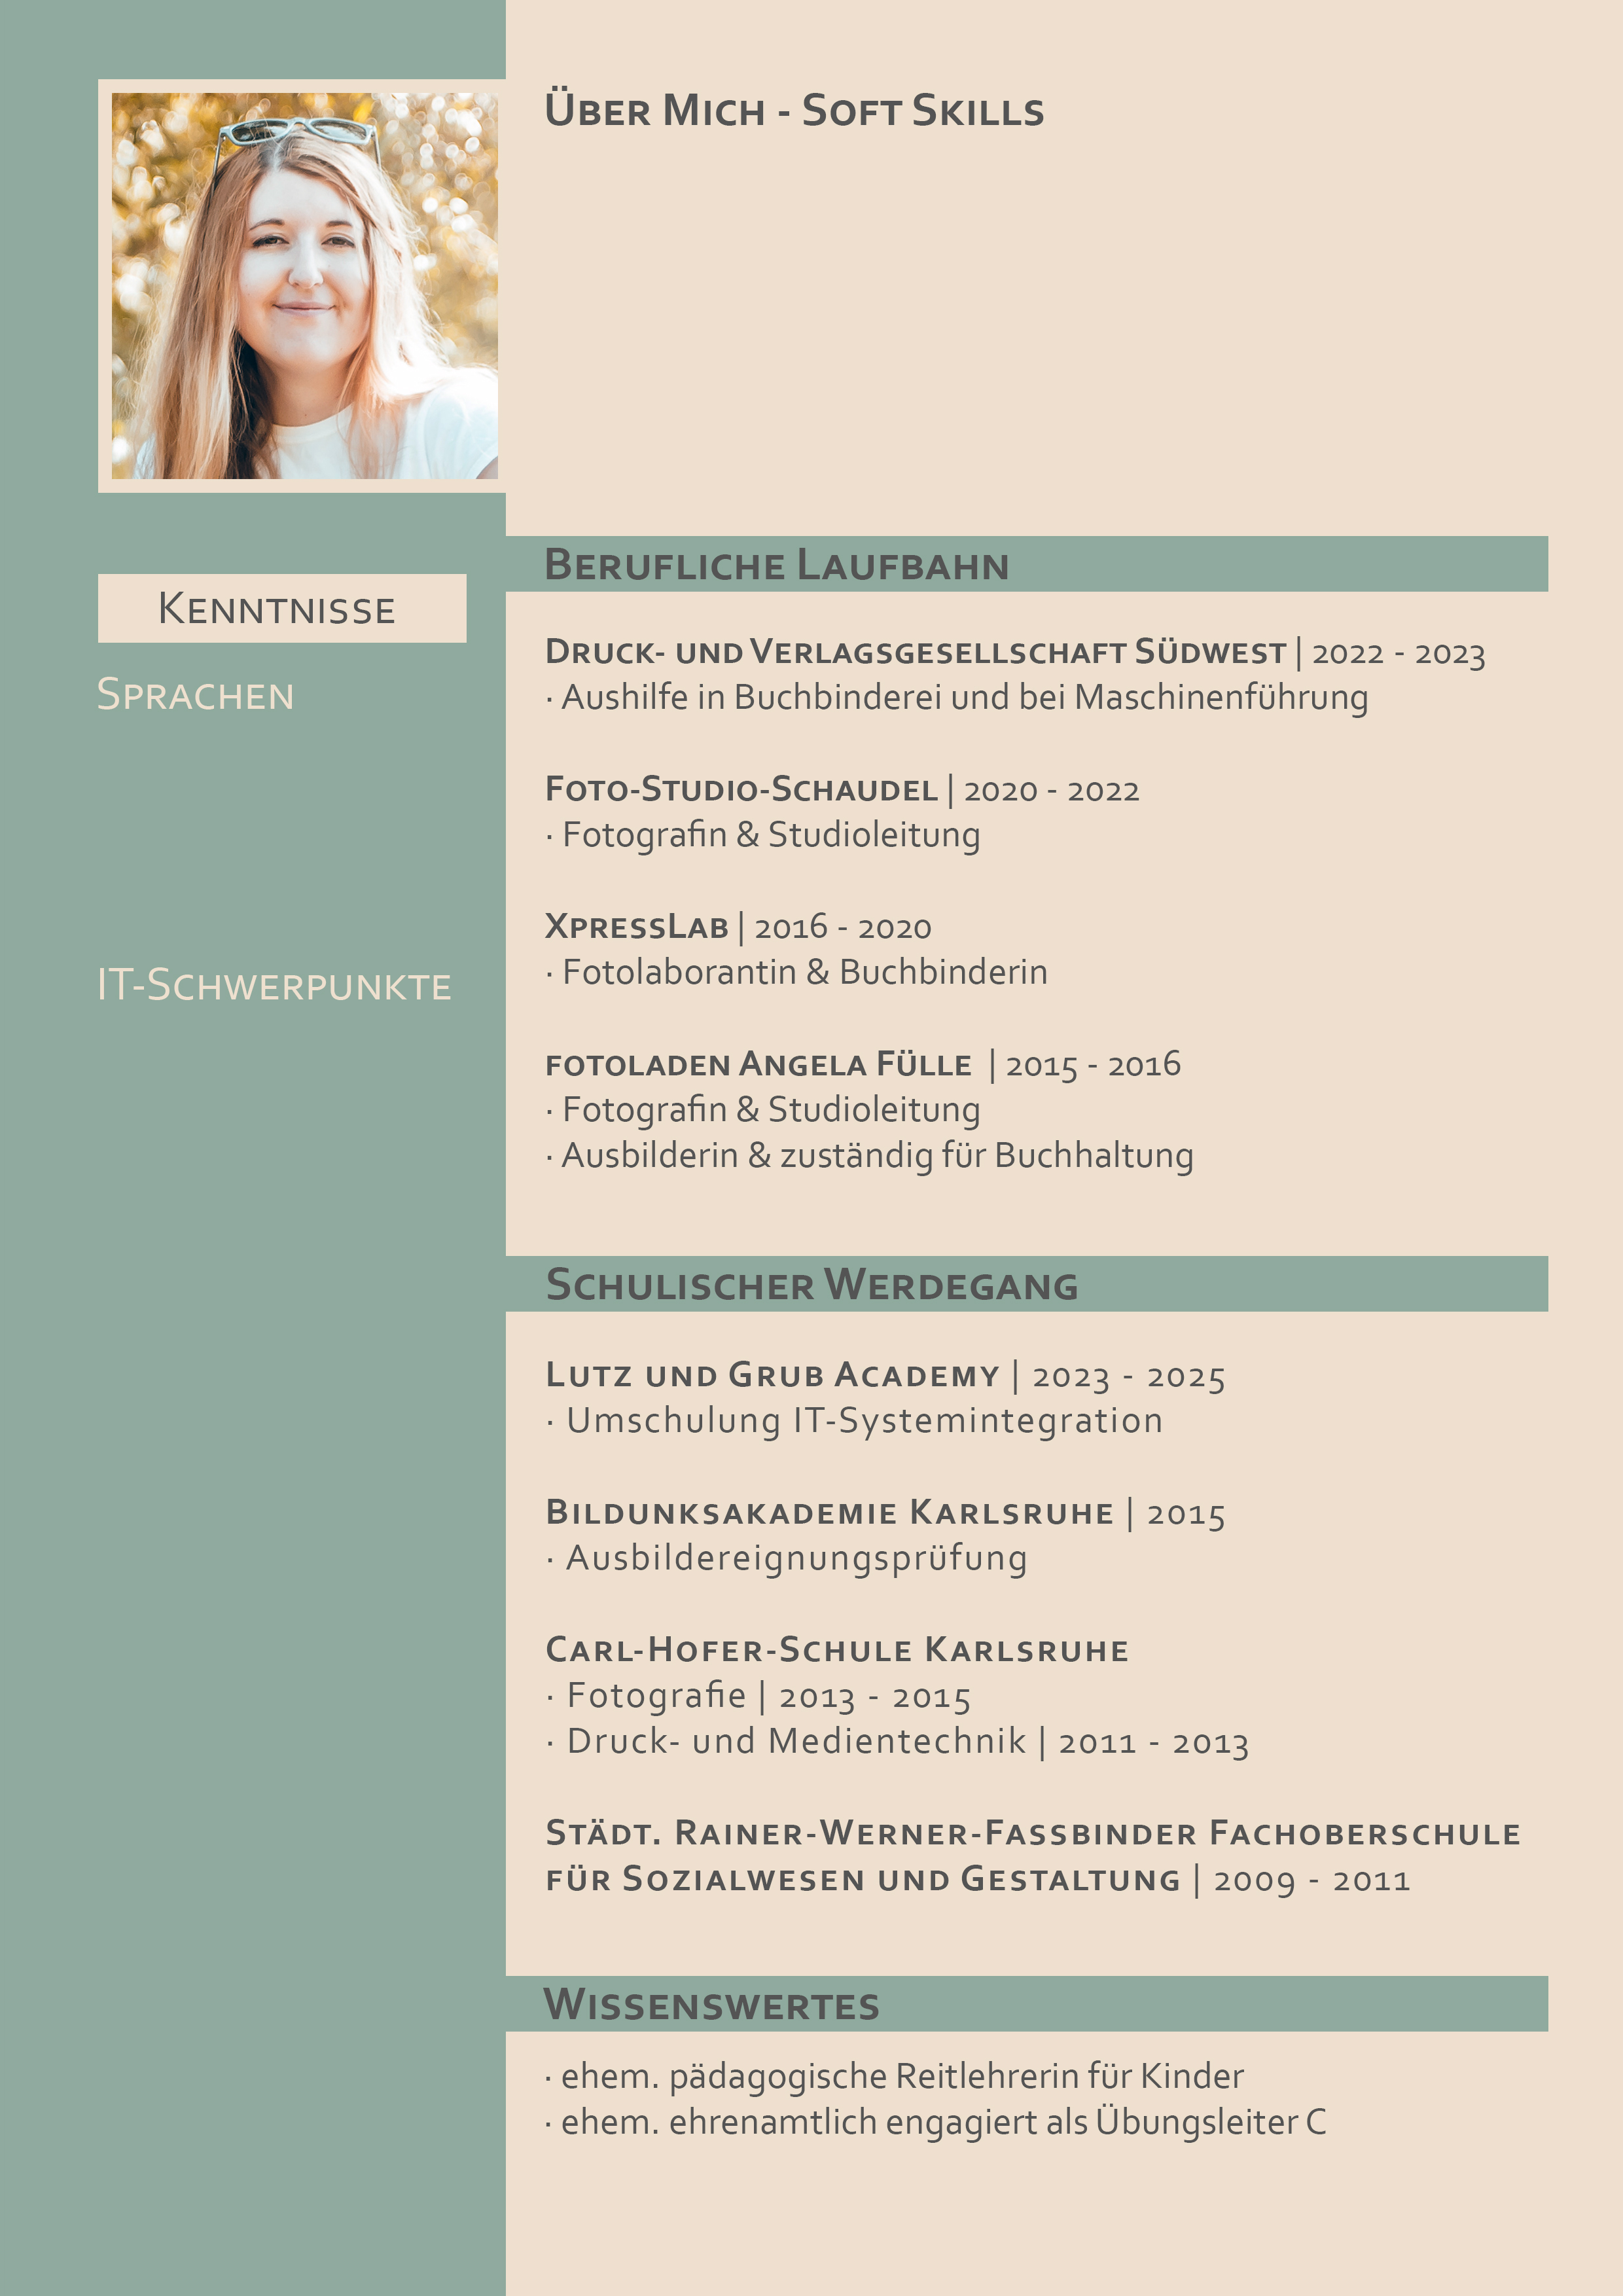 Über Mich - Soft Skills
Kenntnisse
Sprachen
IT-Schwerpunkte
Berufliche Laufbahn
Druck- und Verlagsgesellschaft Südwest | 2022 - 2023
· Aushilfe in Buchbinderei und bei Maschinenführung
Foto-Studio-Schaudel | 2020 - 2022
· Fotografin & Studioleitung
XpressLab | 2016 - 2020
· Fotolaborantin & Buchbinderin
fotoladen Angela Fülle | 2015 - 2016
· Fotografin & Studioleitung
· Ausbilderin & zuständig für Buchhaltung
Schulischer Werdegang
Lutz und Grub Academy | 2023 - 2025
· Umschulung IT-Systemintegration
Bildunksakademie Karlsruhe | 2015
· Ausbildereignungsprüfung
Carl-Hofer-Schule Karlsruhe
· Fotografie | 2013 - 2015
· Druck- und Medientechnik | 2011 - 2013
Städt. Rainer-Werner-Fassbinder Fachoberschule
für Sozialwesen und Gestaltung | 2009 - 2011
Wissenswertes
· ehem. pädagogische Reitlehrerin für Kinder
· ehem. ehrenamtlich engagiert als Übungsleiter C